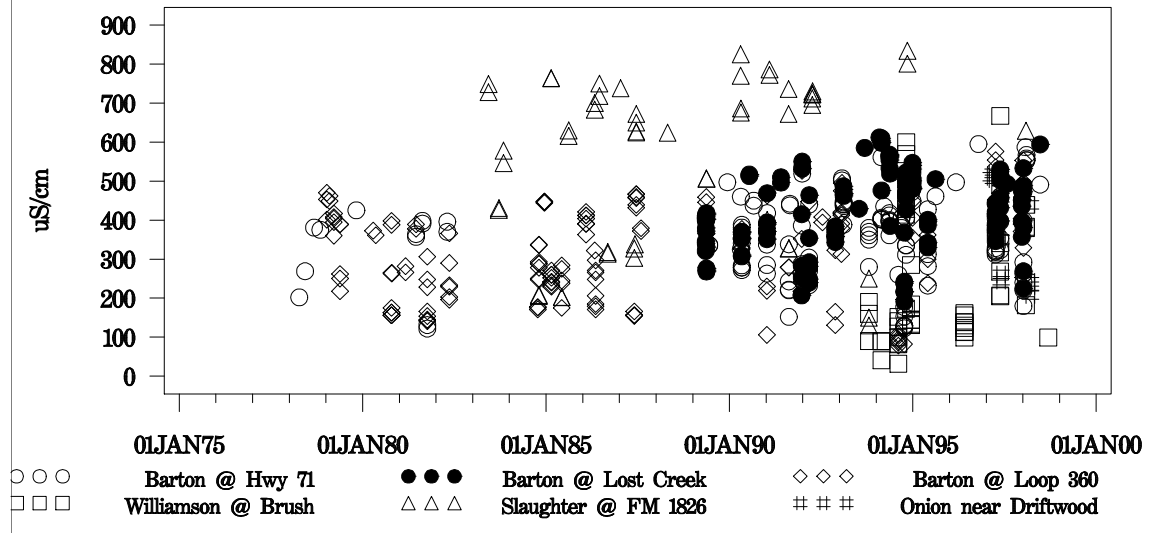 900
800
700
600
500
400
300
200
100
0
uS/cm
01JAN75 01JAN80 01JAN85 01JAN90 01JAN95 01JAN00
Barton @ Hwy 71 Barton @ Lost Creek Barton @ Loop 360
Williamson @ Brush Slaughter @ FM 1826 Onion near Driftwood